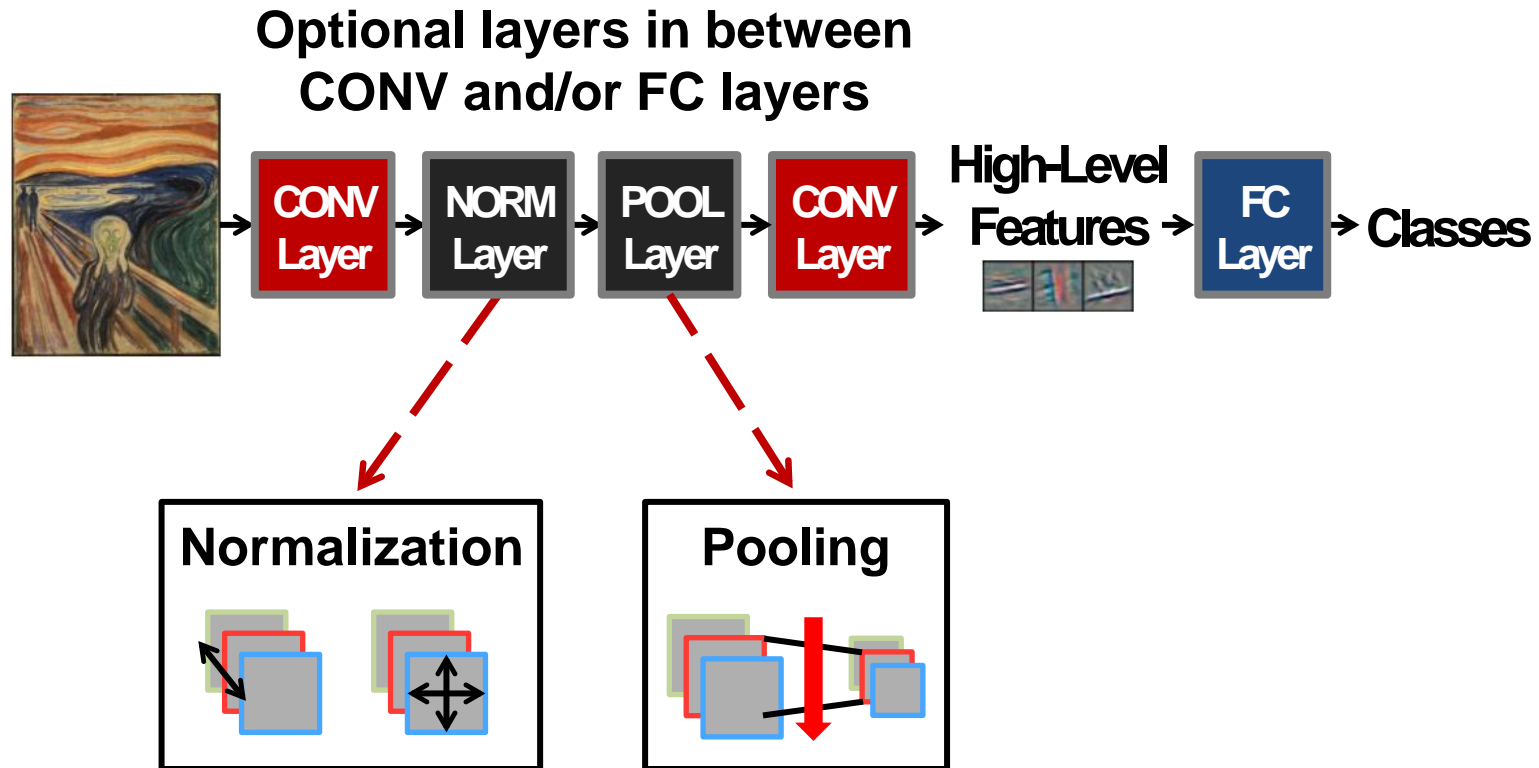 Optional layers in between
CONV and/or FC layers
CONV
Layer
NORM
Layer
POOL
Layer
CONV
Layer
High-Level
Features
FC
Layer
Classes
Normalization
Pooling